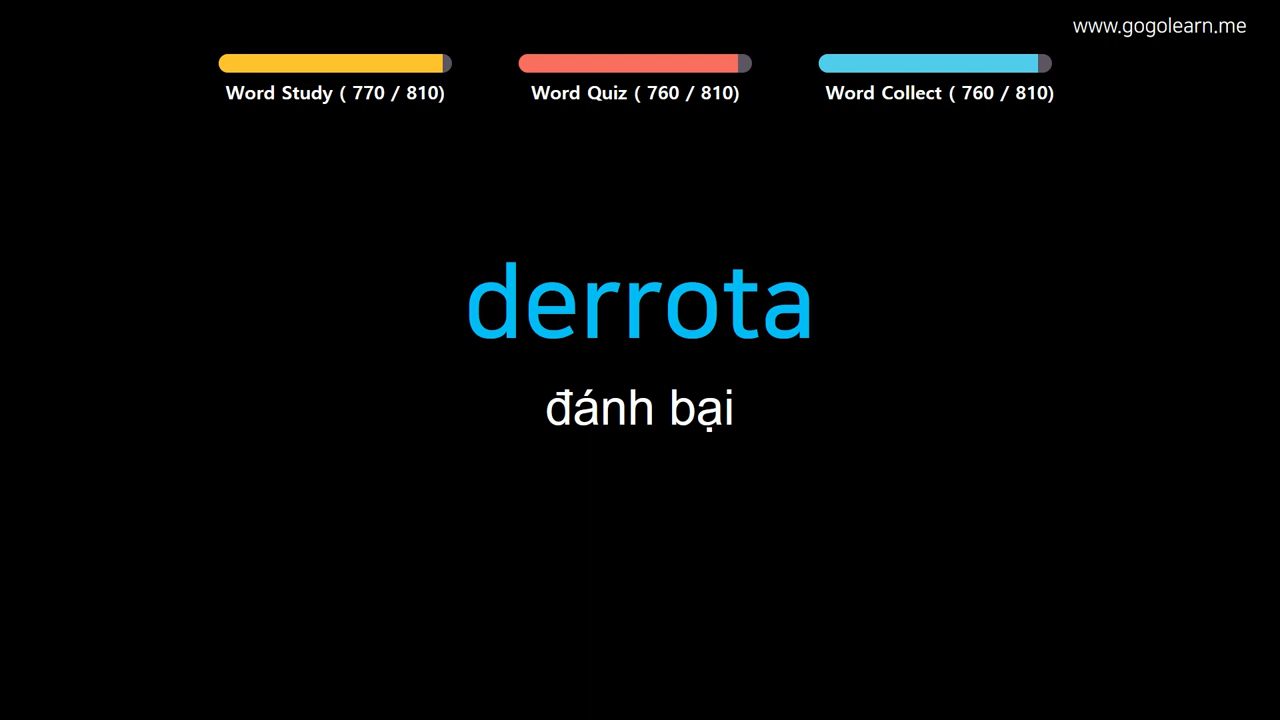 www.gogolearn.me
Word Study ( 770 / 810)
Word Quiz ( 760 / 810)
Word Collect ( 760 / 810)
derrota
đánh bại